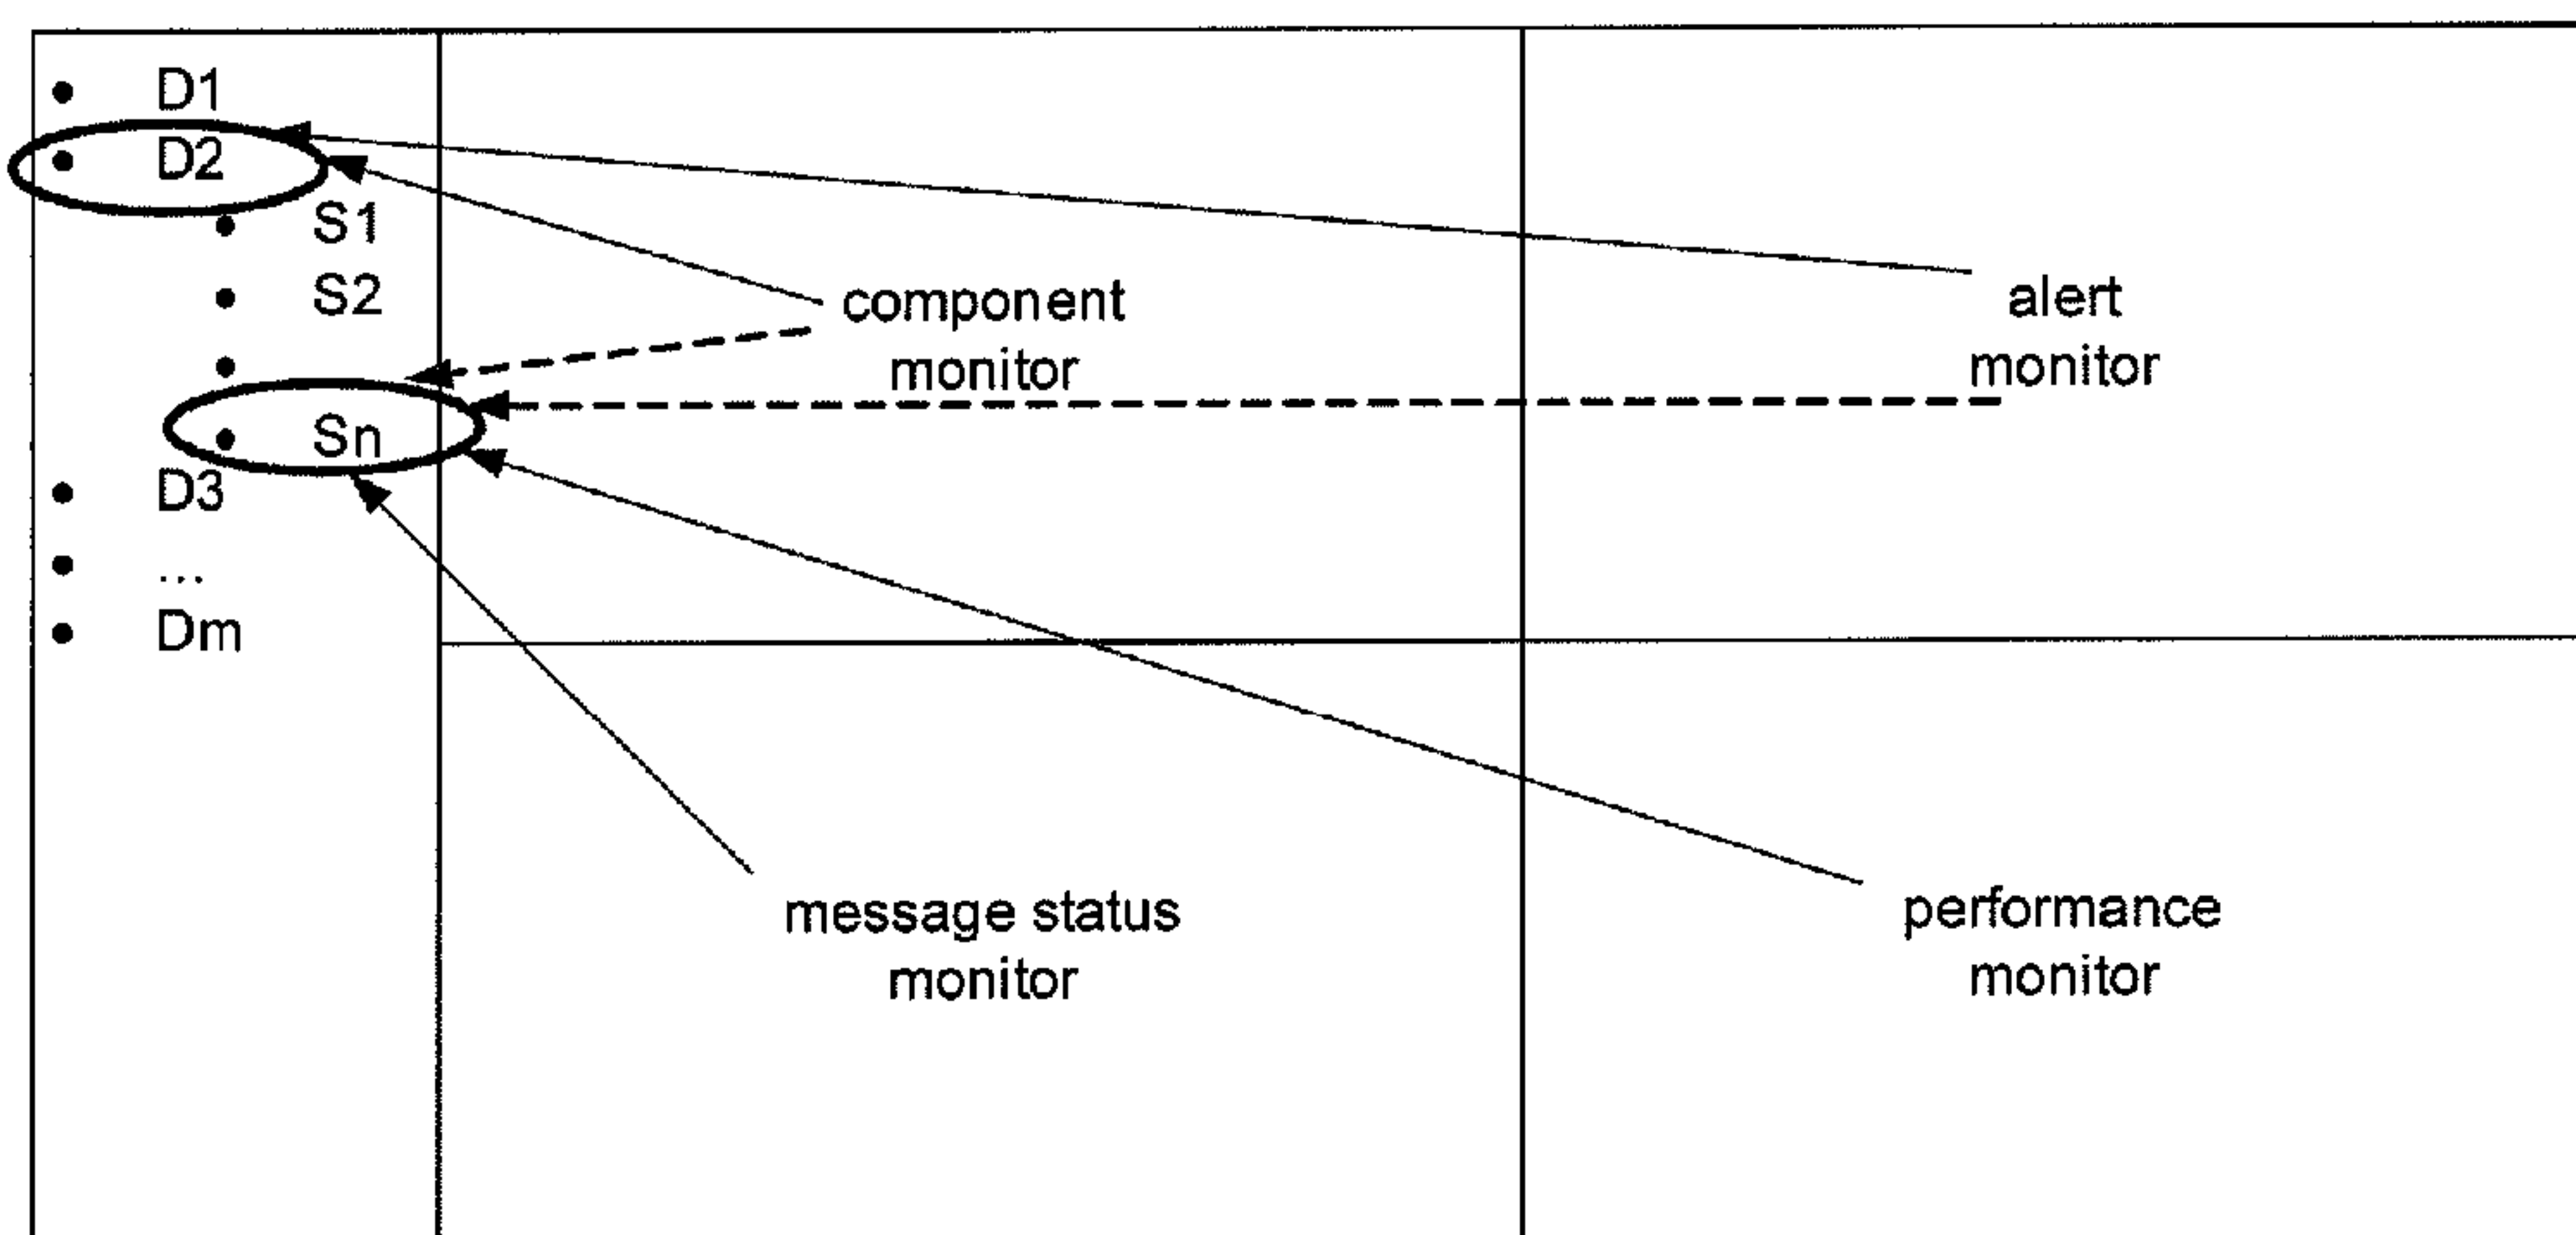 D1
D2
S1
S2
Sn
D3
...
Dm
component
monitor
alert
monitor
message status
monitor
performance
monitor